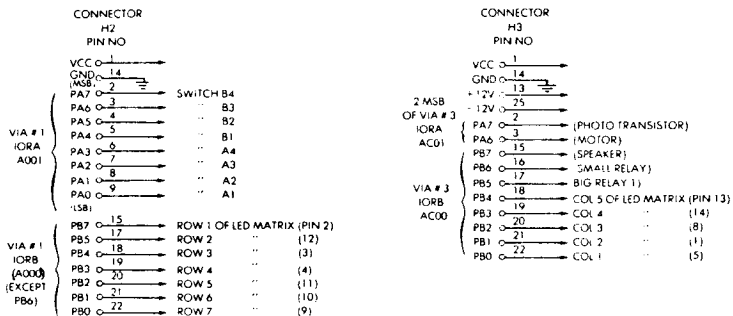 CONNECTOR
H2
PIN NO
VCC 1
GND 14
(MSB)
PA7 2 SWITCH B4
PA6 3 " B3
PA5 4 " B2
PA4 5 " B1
PA3 6 " A4
PA2 7 " A3
PA1 8 " A2
PA0 9 " A1
(LSB)
VIA # 1
IORA
A001
PB7 15 ROW 1 OF LED MATRIX (PIN 2)
PB5 17 ROW 2 " (12)
PB4 18 ROW 3 " (3)
PB3 19 ROW 4 " (4)
PB2 20 ROW 5 " (11)
PB1 21 ROW 6 " (10)
PB0 22 ROW 7 " (9)
VIA # 1
IORB
(A000)
(EXCEPT
PB6)
CONNECTOR
H3
PIN NO
VCC 1
GND 14
+12V 13
-12V 25
2 MSB
OF VIA # 3
IORA
AC01
PA7 2 (PHOTO TRANSISTOR)
PA6 3 (MOTOR)
PB7 15 (SPEAKER)
PB6 16 SMALL RELAY)
PB5 17 BIG RELAY 1)
PB4 18 COL 5 OF LED MATRIX (PIN 13)
PB3 19 COL 4 " (14)
PB2 20 COL 3 " (8)
PB1 21 COL 2 " (1)
PB0 22 COL 1 " (5)
VIA # 3
IORB
AC00